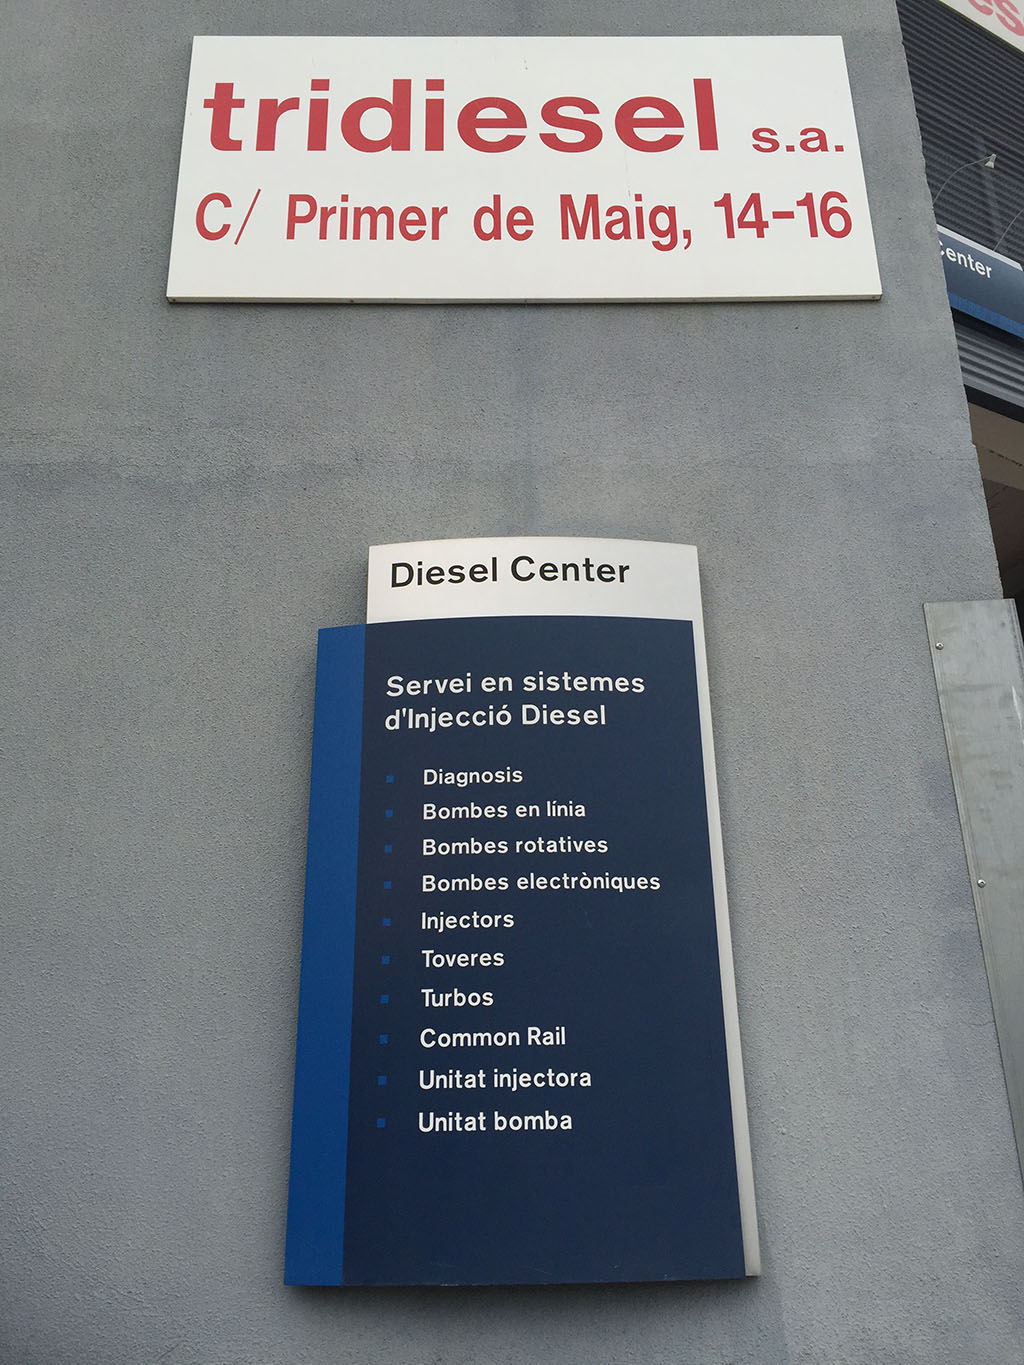 tridiesel s.a.
C/ Primer de Maig, 14-16
Center
Diesel Center
Servei en sistemes
d'Injecció Diesel
Diagnosis
Bombes en línia
Bombes rotatives
Bombes electròniques
Injectors
Toveres
Turbos
Common Rail
Unitat injectora
Unitat bomba